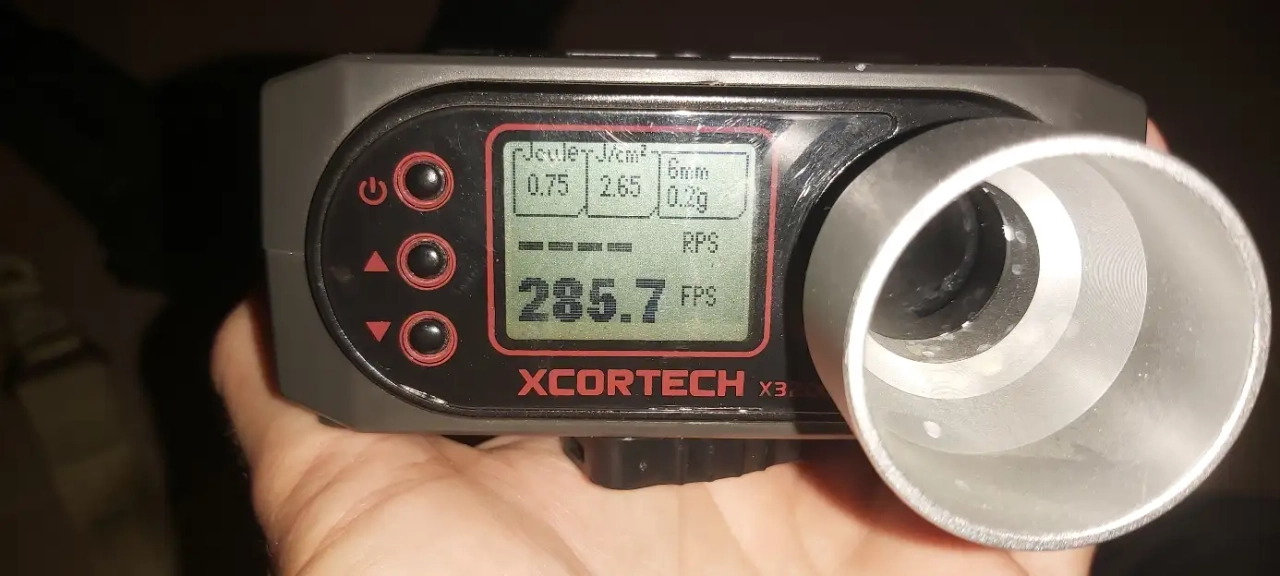 Joule J/cm² 6mm
0.75 2.65 0.2g
---- RPS
285.7 FPS
XCORTECH